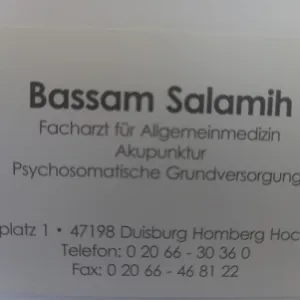 Bassam Salamih
Facharzt für Allgemeinmedizin
Akupunktur
Psychosomatische Grundversorgung
platz 1 • 47198 Duisburg Homberg Hoc
Telefon: 0 20 66 - 30 36 0
Fax: 0 20 66 - 46 81 22